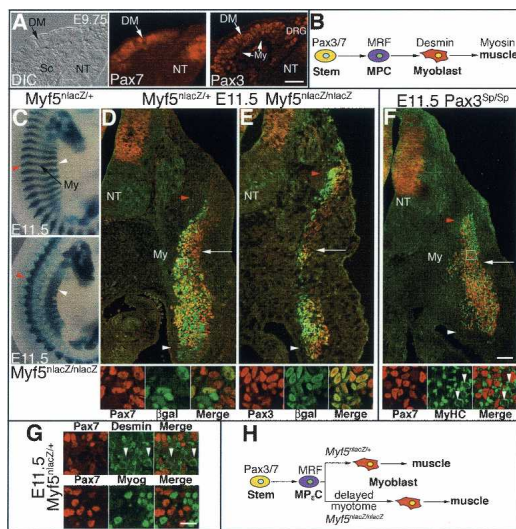 A
DM
E9.75
So
NT
DIC
DM
Pax7
NT
DM
DRG
My
Pax3
NT
B
Pax3/7 MRF Desmin Myosin
Stem MPC Myoblast muscle
Myf5nlacZ/+
Myf5nlacZ/+ E11.5 Myf5nlacZ/nlacZ
E11.5 Pax3Sp/Sp
C
My
E11.5
E11.5
Myf5nlacZ/nlacZ
D
NT
My
Pax7 βgal Merge
E
NT
Pax3 βgal Merge
F
NT
My
Pax7 MyHC Merge
G
E11.5
Myf5nlacZ/+
Pax7 Desmin Merge
Pax7 Myog Merge
H
Myf5nlacZ/+
muscle
Pax3/7 MRF Myoblast
Stem MPEC
delayed
myotome
muscle
Myf5nlacZ/nlacZ